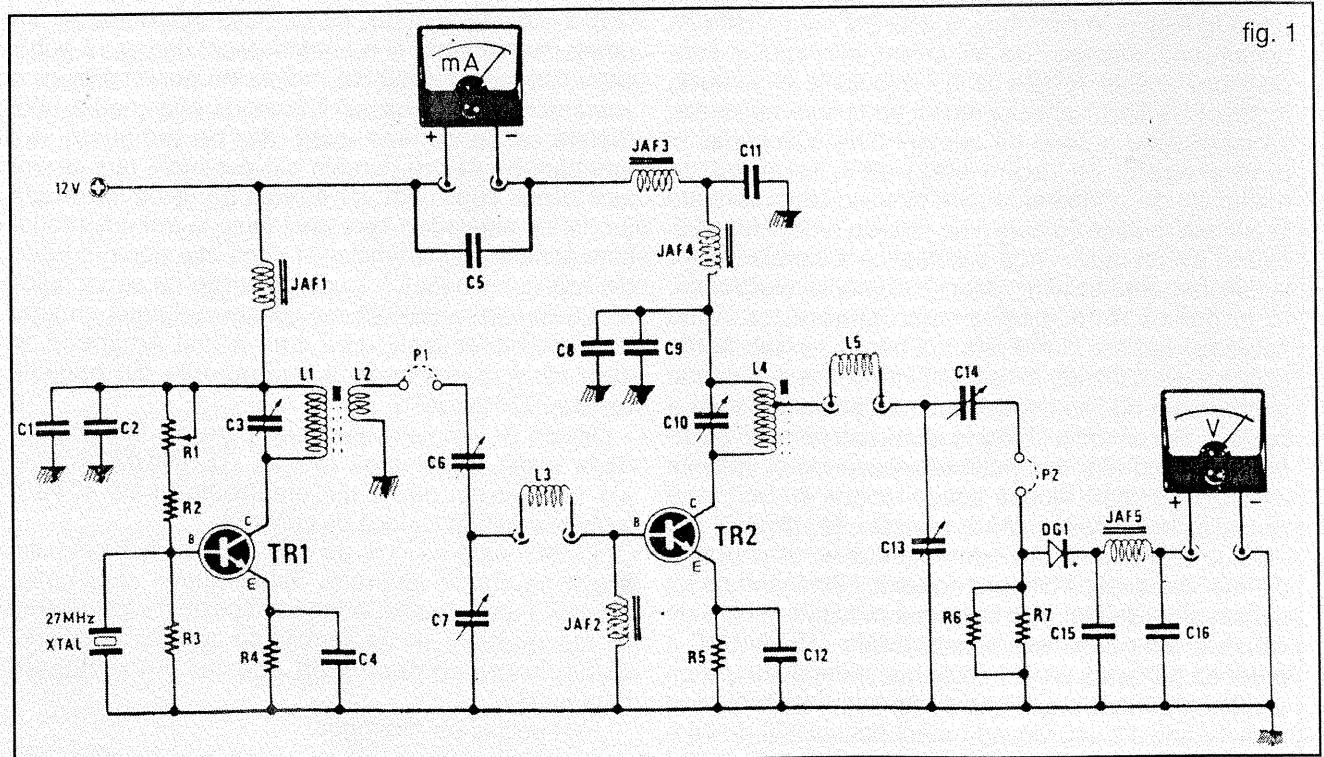 fig. 1
mA
+ −
JAF3
C11
12V
C5
JAF4
JAF1
C8 C9
L5
P1
L1 L2
L4
C14
C10
C1 C2
R1
C3
V
C6
+ −
L3
P2
R2
C
B
TR1
E
C
B
TR2
E
DG1
JAF5
+
C13
27MHz
XTAL
R3
C7
JAF2
R6 R7
C15 C16
R4 C4
R5 C12